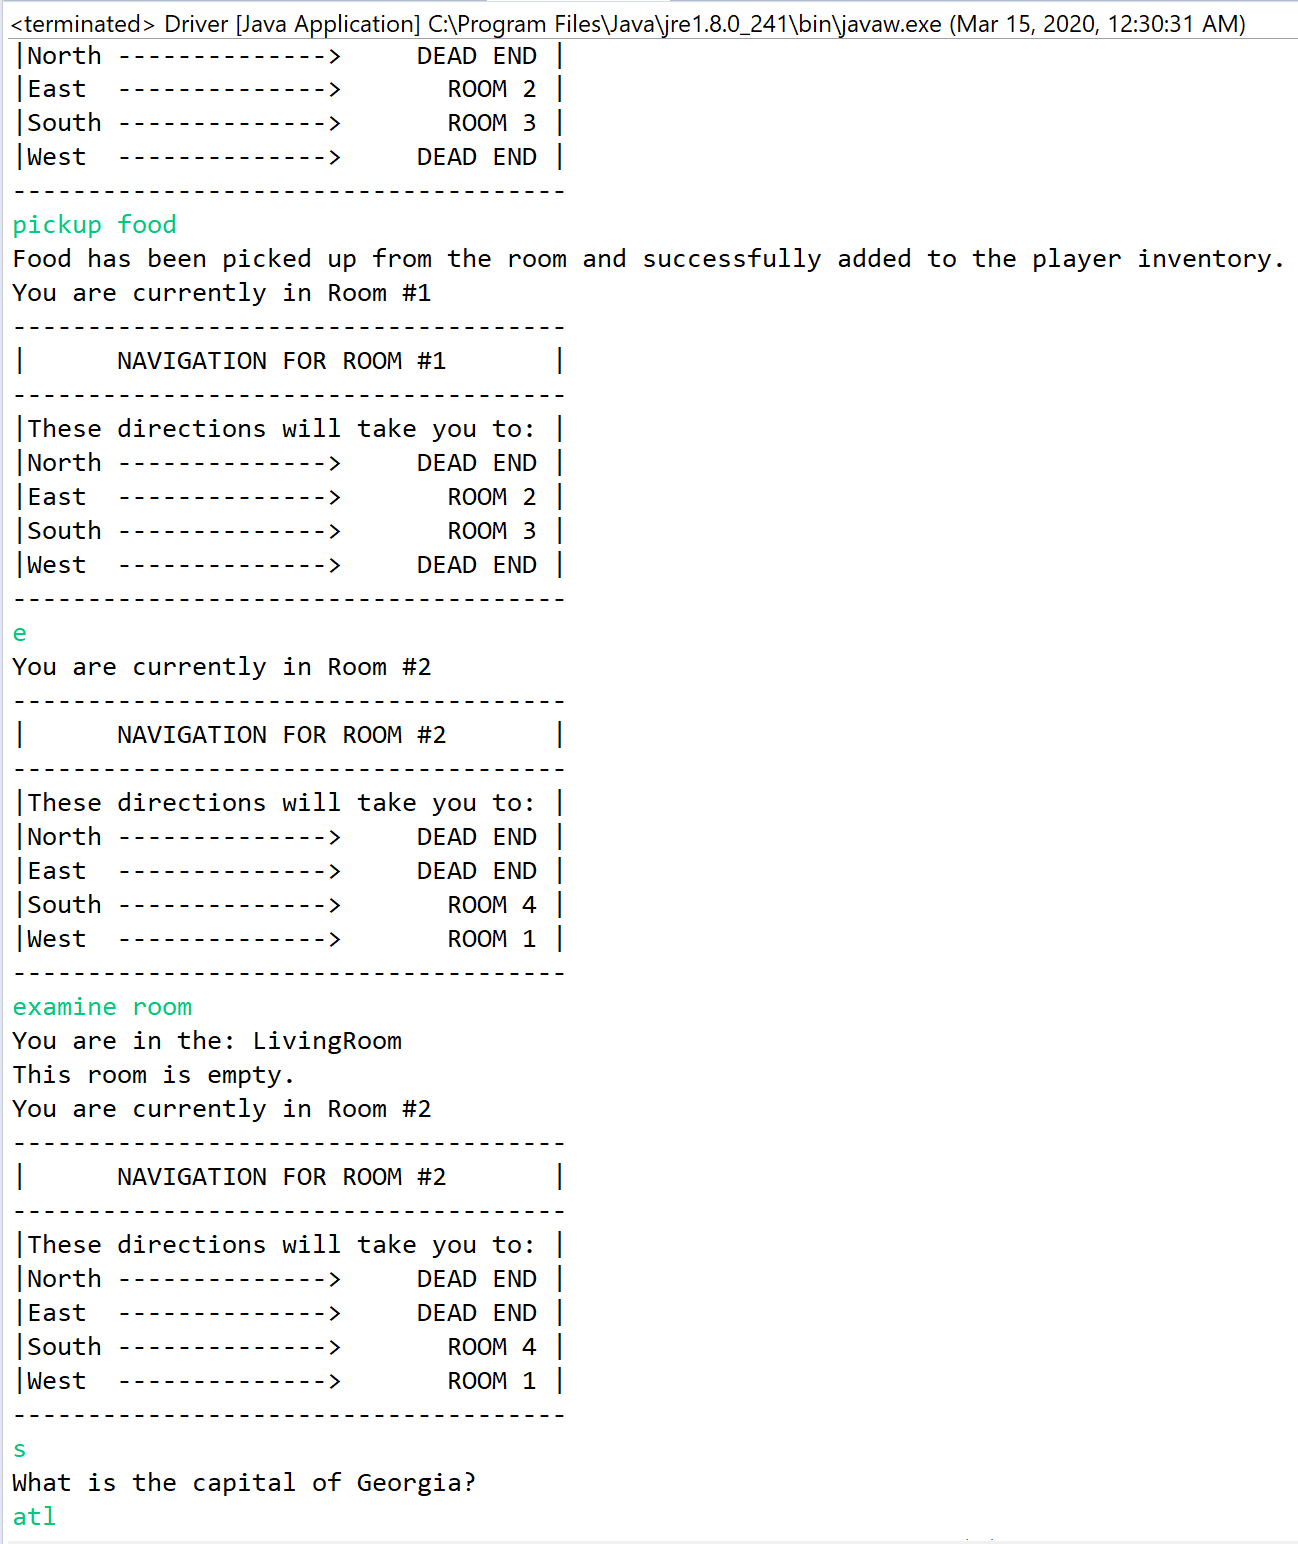 <terminated> Driver [Java Application] C:\Program Files\Java\jre1.8.0_241\bin\javaw.exe (Mar 15, 2020, 12:30:31 AM)
|North -------------->     DEAD END |
|East  -------------->       ROOM 2 |
|South -------------->       ROOM 3 |
|West  -------------->     DEAD END |
-------------------------------------
pickup food
Food has been picked up from the room and successfully added to the player inventory.
You are currently in Room #1
-------------------------------------
|      NAVIGATION FOR ROOM #1       |
-------------------------------------
|These directions will take you to: |
|North -------------->     DEAD END |
|East  -------------->       ROOM 2 |
|South -------------->       ROOM 3 |
|West  -------------->     DEAD END |
-------------------------------------
e
You are currently in Room #2
-------------------------------------
|      NAVIGATION FOR ROOM #2       |
-------------------------------------
|These directions will take you to: |
|North -------------->     DEAD END |
|East  -------------->     DEAD END |
|South -------------->       ROOM 4 |
|West  -------------->       ROOM 1 |
-------------------------------------
examine room
You are in the: LivingRoom
This room is empty.
You are currently in Room #2
-------------------------------------
|      NAVIGATION FOR ROOM #2       |
-------------------------------------
|These directions will take you to: |
|North -------------->     DEAD END |
|East  -------------->     DEAD END |
|South -------------->       ROOM 4 |
|West  -------------->       ROOM 1 |
-------------------------------------
s
What is the capital of Georgia?
atl